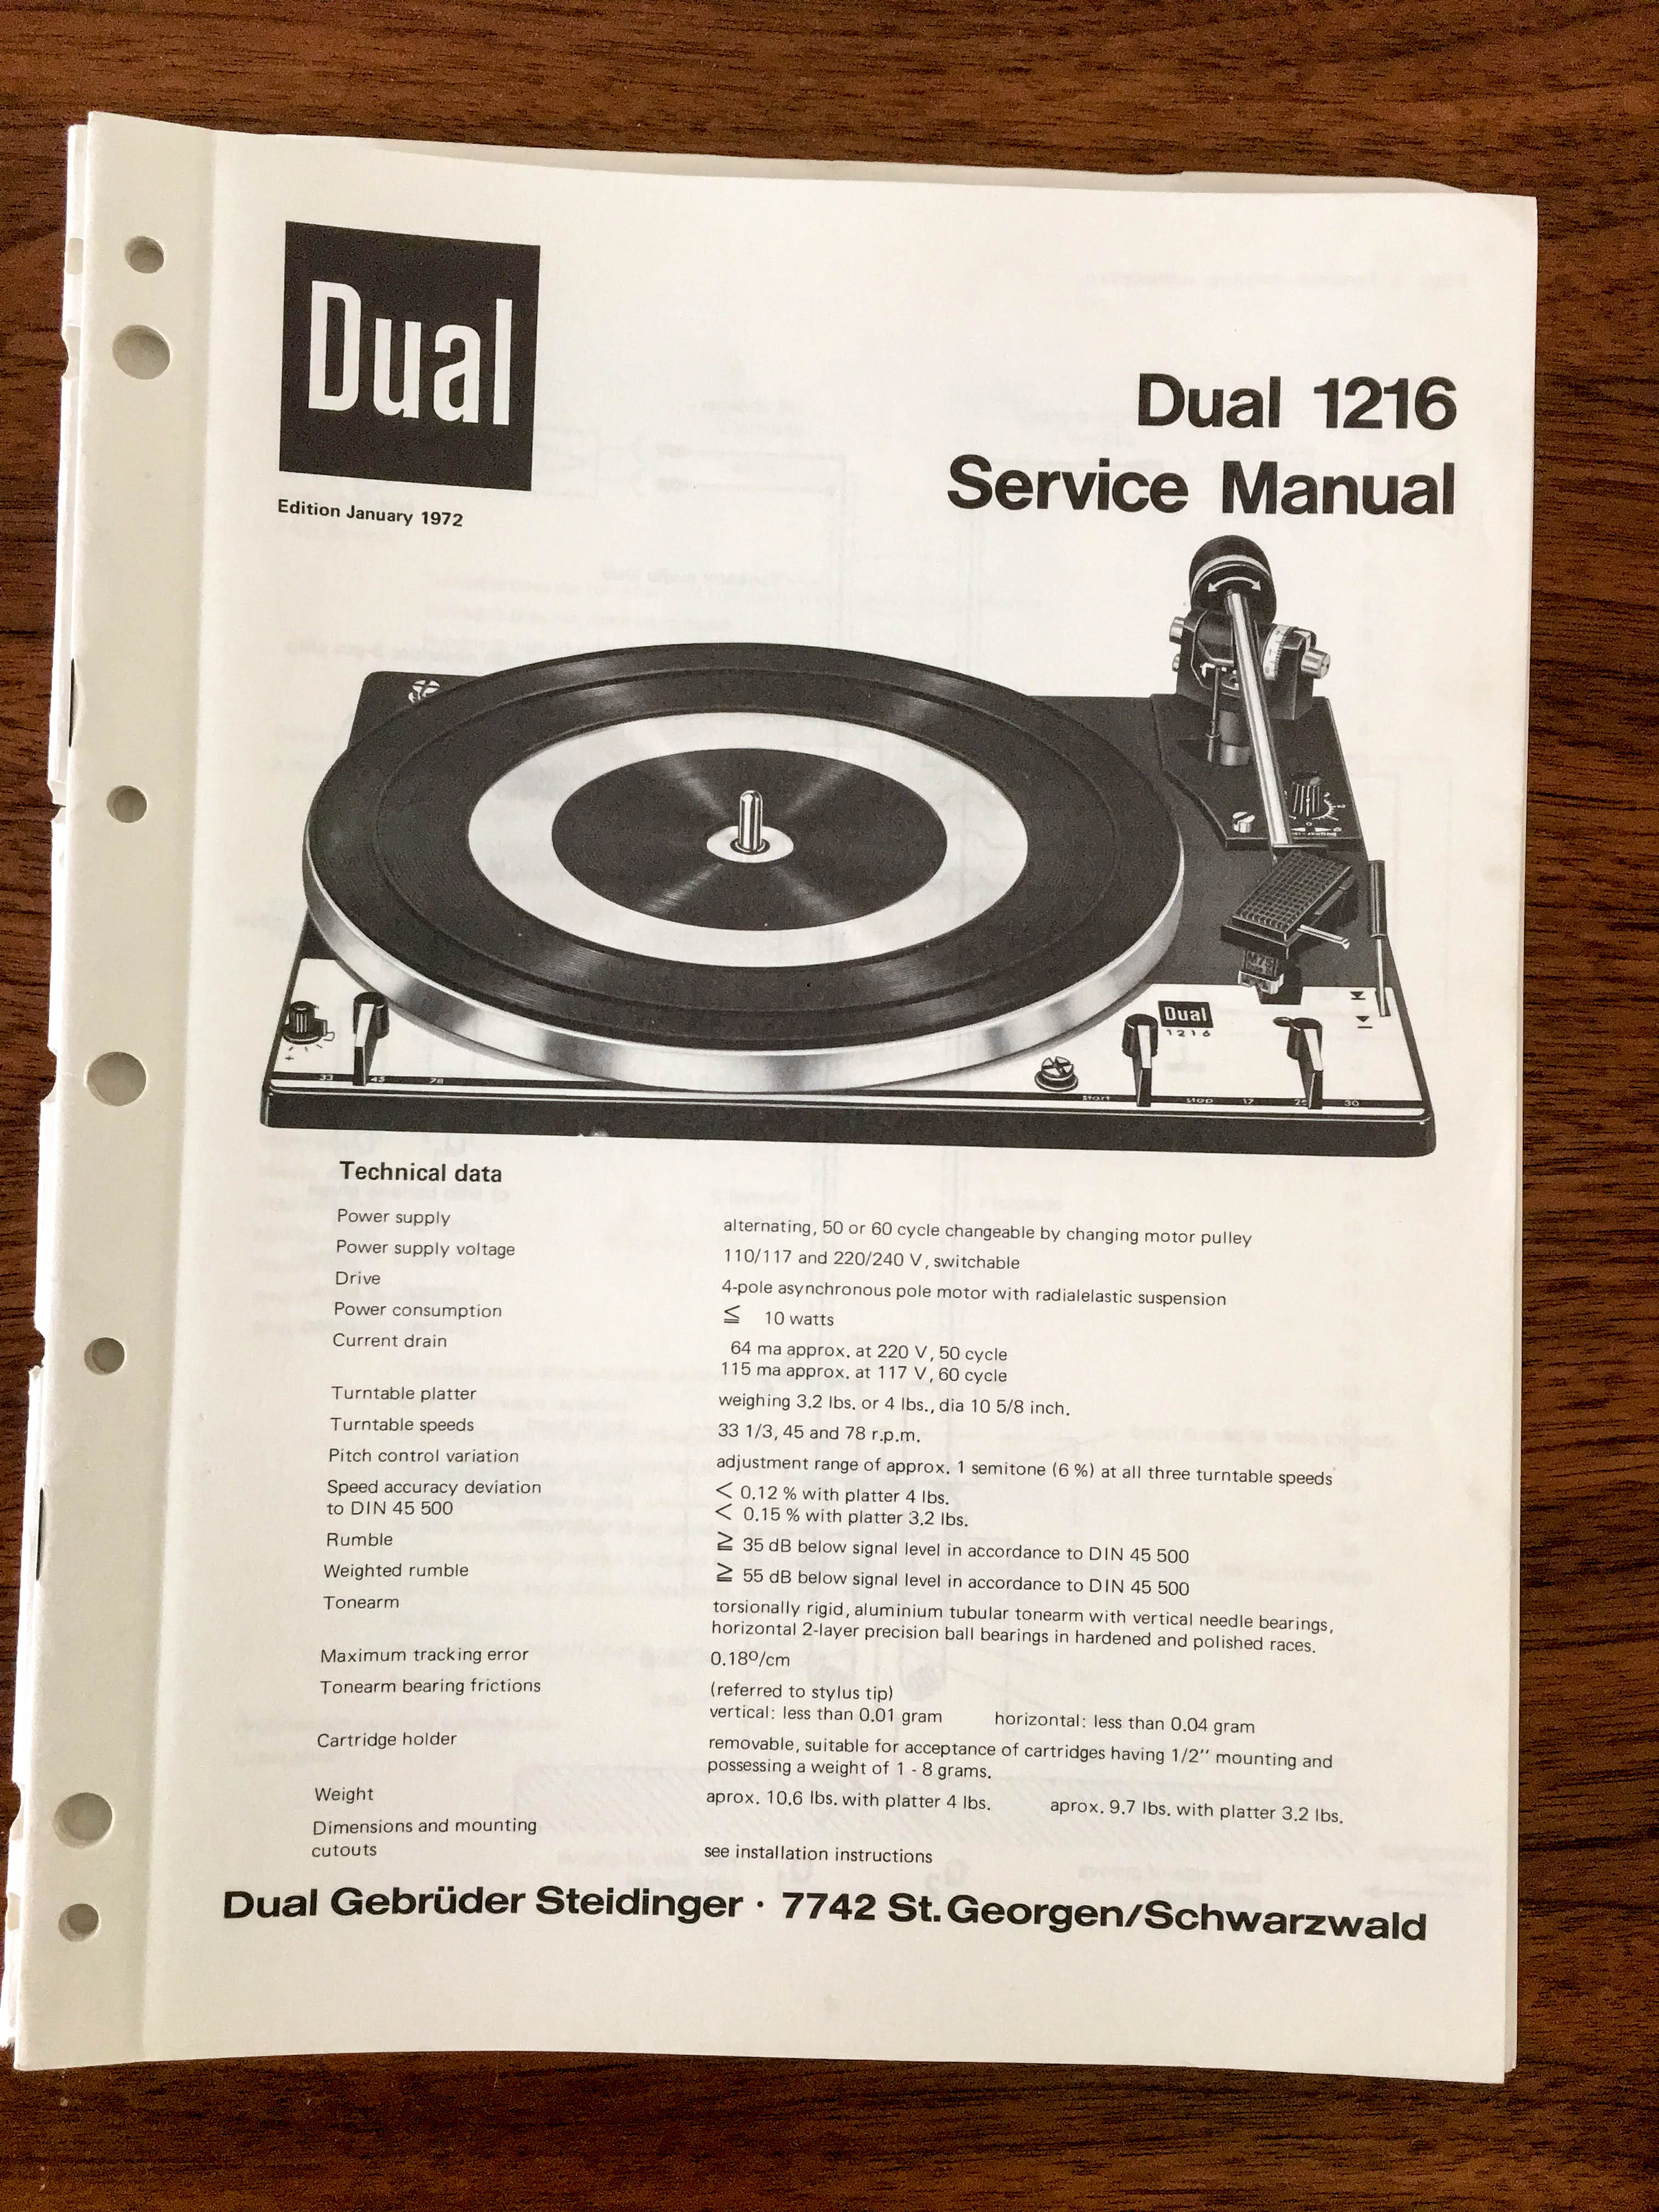 Dual
Edition January 1972
Dual 1216
Service Manual
Dual
1216
33 45 78
Start
stop 17
30
Technical data
Power supply alternating, 50 or 60 cycle changeable by changing motor pulley
Power supply voltage 110/117 and 220/240 V, switchable
Drive 4-pole asynchronous pole motor with radialelastic suspension
Power consumption ≦ 10 watts
Current drain 64 ma approx. at 220 V, 50 cycle
115 ma approx. at 117 V, 60 cycle
Turntable platter weighing 3.2 lbs. or 4 lbs., dia 10 5/8 inch.
Turntable speeds 33 1/3, 45 and 78 r.p.m.
Pitch control variation adjustment range of approx. 1 semitone (6 %) at all three turntable speeds
Speed accuracy deviation < 0.12 % with platter 4 lbs.
to DIN 45 500 < 0.15 % with platter 3.2 lbs.
Rumble ≧ 35 dB below signal level in accordance to DIN 45 500
Weighted rumble ≧ 55 dB below signal level in accordance to DIN 45 500
Tonearm torsionally rigid, aluminium tubular tonearm with vertical needle bearings,
horizontal 2-layer precision ball bearings in hardened and polished races.
Maximum tracking error 0.18º/cm
Tonearm bearing frictions (referred to stylus tip)
vertical: less than 0.01 gram horizontal: less than 0.04 gram
Cartridge holder removable, suitable for acceptance of cartridges having 1/2'' mounting and
possessing a weight of 1 - 8 grams.
Weight aprox. 10.6 lbs. with platter 4 lbs. aprox. 9.7 lbs. with platter 3.2 lbs.
Dimensions and mounting
cutouts see installation instructions
Dual Gebrüder Steidinger · 7742 St. Georgen/Schwarzwald